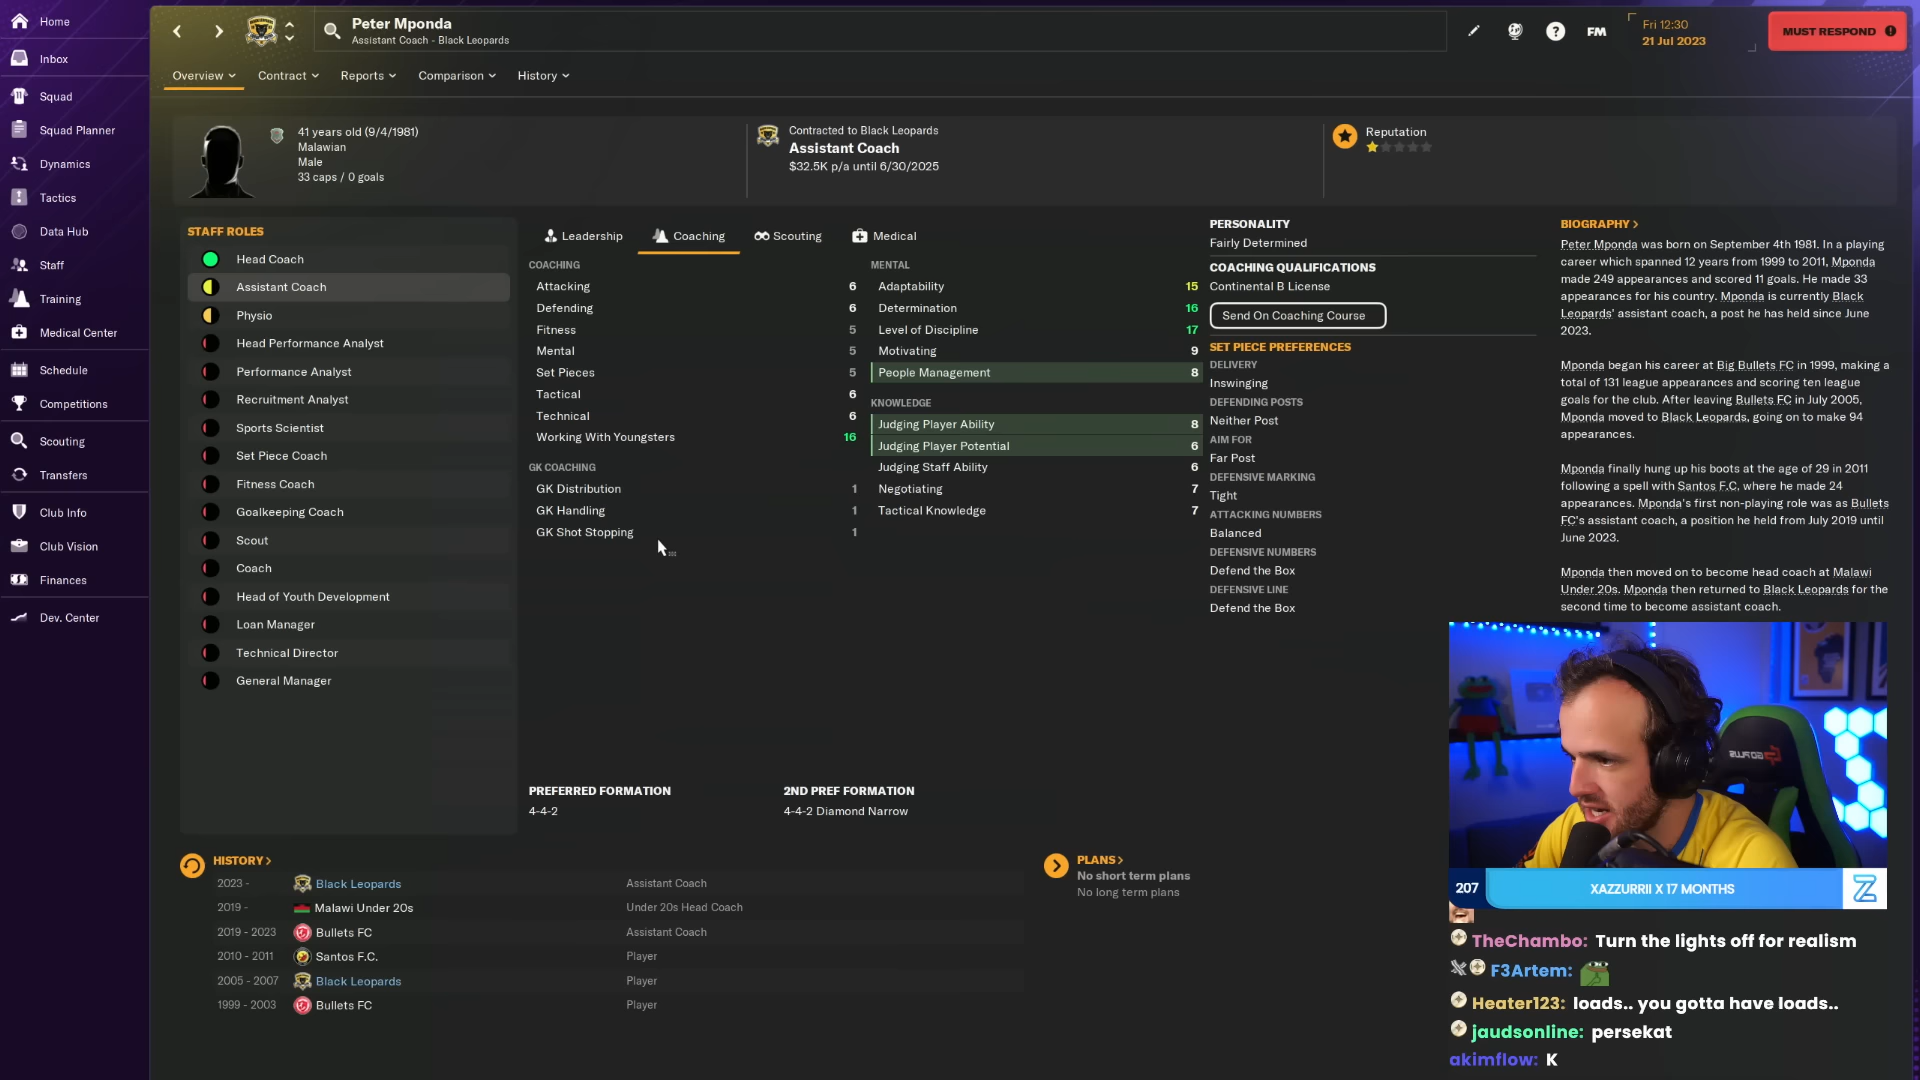 Home
Inbox
Squad
Squad Planner
Dynamics
Tactics
Data Hub
Staff
Training
Medical Center
Schedule
Competitions
Scouting
Transfers
Club Info
Club Vision
Finances
Dev. Center
Peter Mponda
Assistant Coach - Black Leopards
FM
Fri 12:30
21 Jul 2023
MUST RESPOND
Overview
Contract
Reports
Comparison
History
41 years old (9/4/1981)
Malawian
Male
33 caps / 0 goals
Contracted to Black Leopards
Assistant Coach
$32.5K p/a until 6/30/2025
Reputation
STAFF ROLES
Head Coach
Assistant Coach
Physio
Head Performance Analyst
Performance Analyst
Recruitment Analyst
Sports Scientist
Set Piece Coach
Fitness Coach
Goalkeeping Coach
Scout
Coach
Head of Youth Development
Loan Manager
Technical Director
General Manager
Leadership
Coaching
Scouting
Medical
COACHING
Attacking 6
Defending 6
Fitness 5
Mental 5
Set Pieces 5
Tactical 6
Technical 6
Working With Youngsters 16
GK COACHING
GK Distribution 1
GK Handling 1
GK Shot Stopping 1
MENTAL
Adaptability 15
Determination 16
Level of Discipline 17
Motivating 9
People Management 8
KNOWLEDGE
Judging Player Ability 8
Judging Player Potential 6
Judging Staff Ability 6
Negotiating 7
Tactical Knowledge 7
PREFERRED FORMATION
4-4-2
2ND PREF FORMATION
4-4-2 Diamond Narrow
PERSONALITY
Fairly Determined
COACHING QUALIFICATIONS
Continental B License
Send On Coaching Course
SET PIECE PREFERENCES
DELIVERY
Inswinging
DEFENDING POSTS
Neither Post
AIM FOR
Far Post
DEFENSIVE MARKING
Tight
ATTACKING NUMBERS
Balanced
DEFENSIVE NUMBERS
Defend the Box
DEFENSIVE LINE
Defend the Box
BIOGRAPHY >
Peter Mponda was born on September 4th 1981. In a playing
career which spanned 12 years from 1999 to 2011, Mponda
made 249 appearances and scored 11 goals. He made 33
appearances for his country. Mponda is currently Black
Leopards' assistant coach, a post he has held since June
2023.
Mponda began his career at Big Bullets FC in 1999, making a
total of 131 league appearances and scoring ten league
goals for the club. After leaving Bullets FC in July 2005,
Mponda moved to Black Leopards, going on to make 94
appearances.
Mponda finally hung up his boots at the age of 29 in 2011
following a spell with Santos F.C, where he made 24
appearances. Mponda's first non-playing role was as Bullets
FC's assistant coach, a position he held from July 2019 until
June 2023.
Mponda then moved on to become head coach at Malawi
Under 20s. Mponda then returned to Black Leopards for the
second time to become assistant coach.
HISTORY >
2023 - Black Leopards Assistant Coach
2019 - Malawi Under 20s Under 20s Head Coach
2019 - 2023 Bullets FC Assistant Coach
2010 - 2011 Santos F.C. Player
2005 - 2007 Black Leopards Player
1999 - 2003 Bullets FC Player
PLANS >
No short term plans
No long term plans
207
XAZZURRII X 17 MONTHS
Z
TheChambo: Turn the lights off for realism
F3Artem:
Heater123: loads.. you gotta have loads..
jaudsonline: persekat
akimflow: K